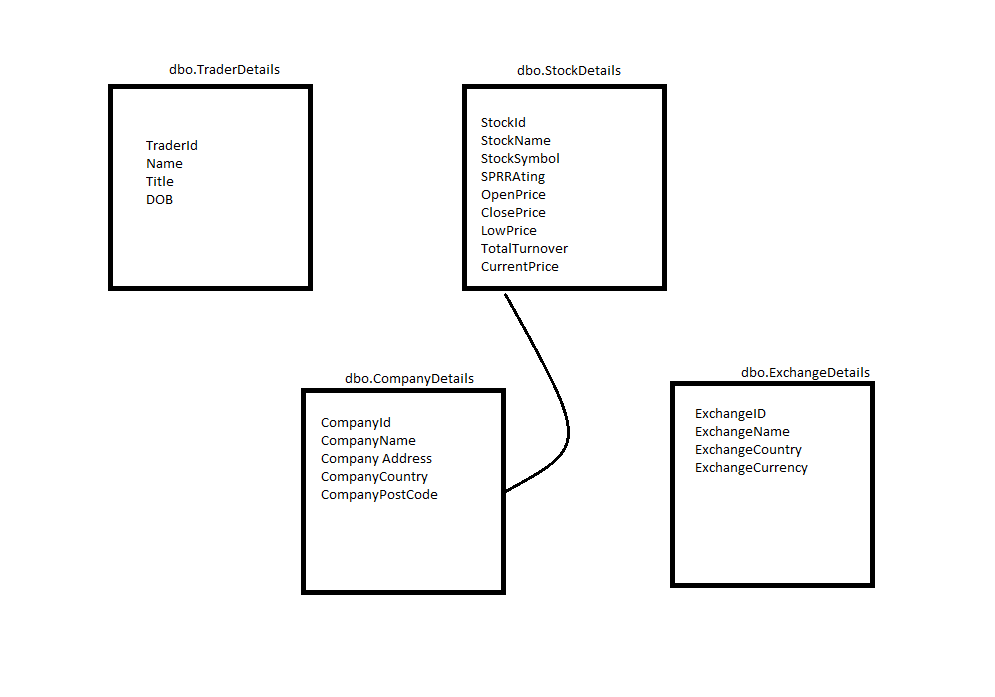 dbo.TraderDetails
TraderId
Name
Title
DOB
dbo.StockDetails
StockId
StockName
StockSymbol
SPRRAting
OpenPrice
ClosePrice
LowPrice
TotalTurnover
CurrentPrice
dbo.CompanyDetails
CompanyId
CompanyName
Company Address
CompanyCountry
CompanyPostCode
dbo.ExchangeDetails
ExchangeID
ExchangeName
ExchangeCountry
ExchangeCurrency